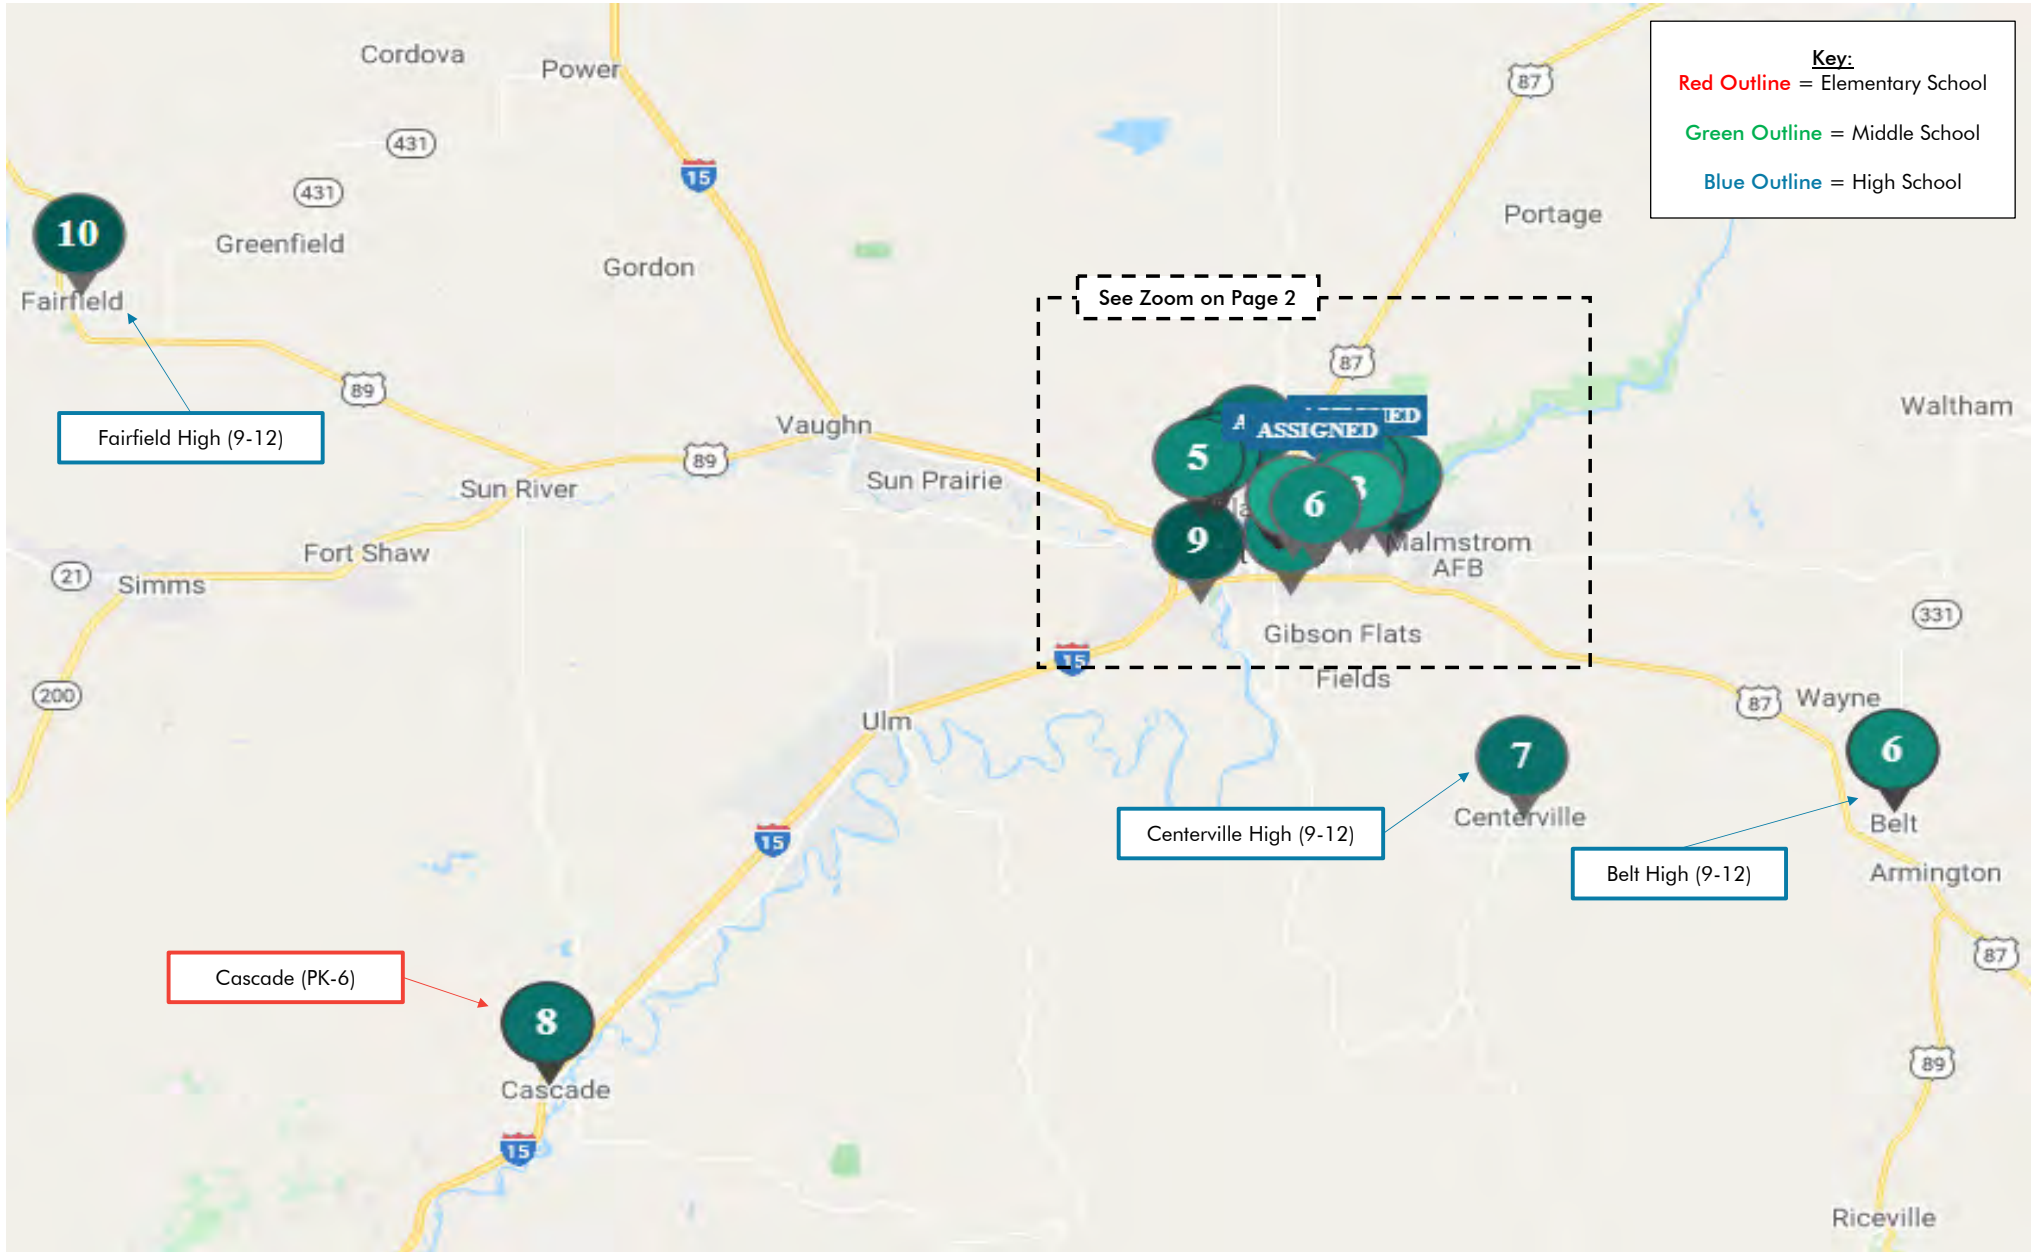 Key:
Red Outline = Elementary School
Green Outline = Middle School
Blue Outline = High School
Cordova
Power
87
431
15
431
Portage
10
Greenfield
Gordon
Fairfield
See Zoom on Page 2
87
89
Waltham
Vaughn
ASSIGNED
Fairfield High (9-12)
5
89
Sun Prairie
Sun River
3
6
9
Malmstrom
AFB
Fort Shaw
21
Simms
331
Gibson Flats
15
Fields
200
Wayne
87
Ulm
6
7
Centerville
Belt
Centerville High (9-12)
15
Belt High (9-12)
Armington
87
Cascade (PK-6)
8
89
Cascade
15
Riceville